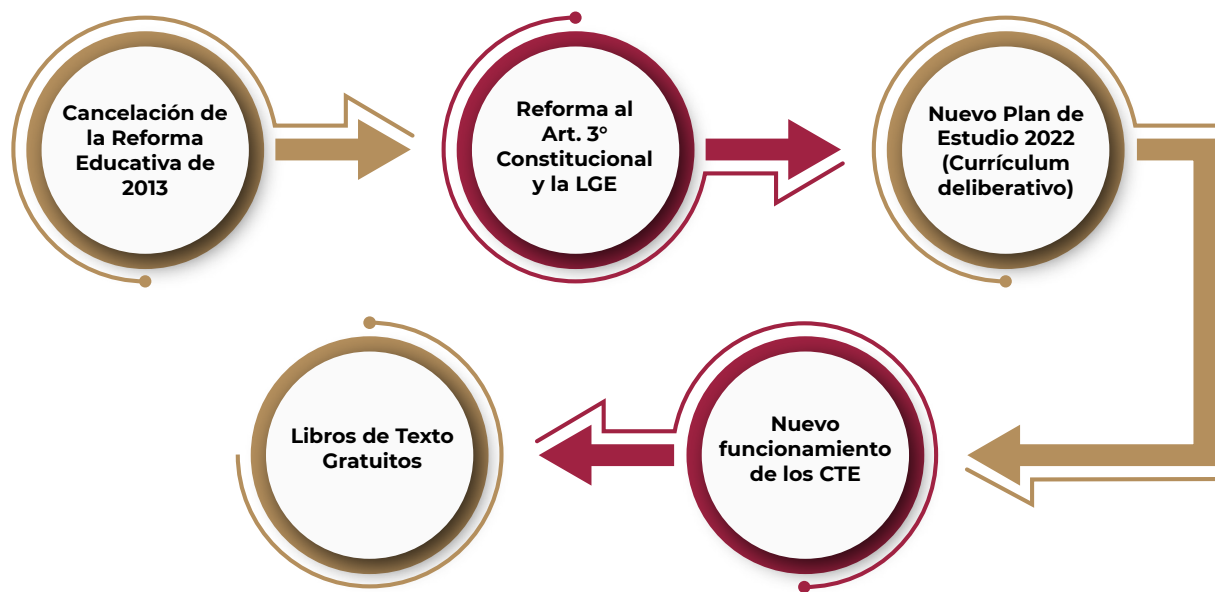 Cancelación de
la Reforma
Educativa de
2013
Reforma al
Art. 3°
Constitucional
y la LGE
Nuevo Plan de
Estudio 2022
(Currículum
deliberativo)
Nuevo
funcionamiento
de los CTE
Libros de Texto
Gratuitos